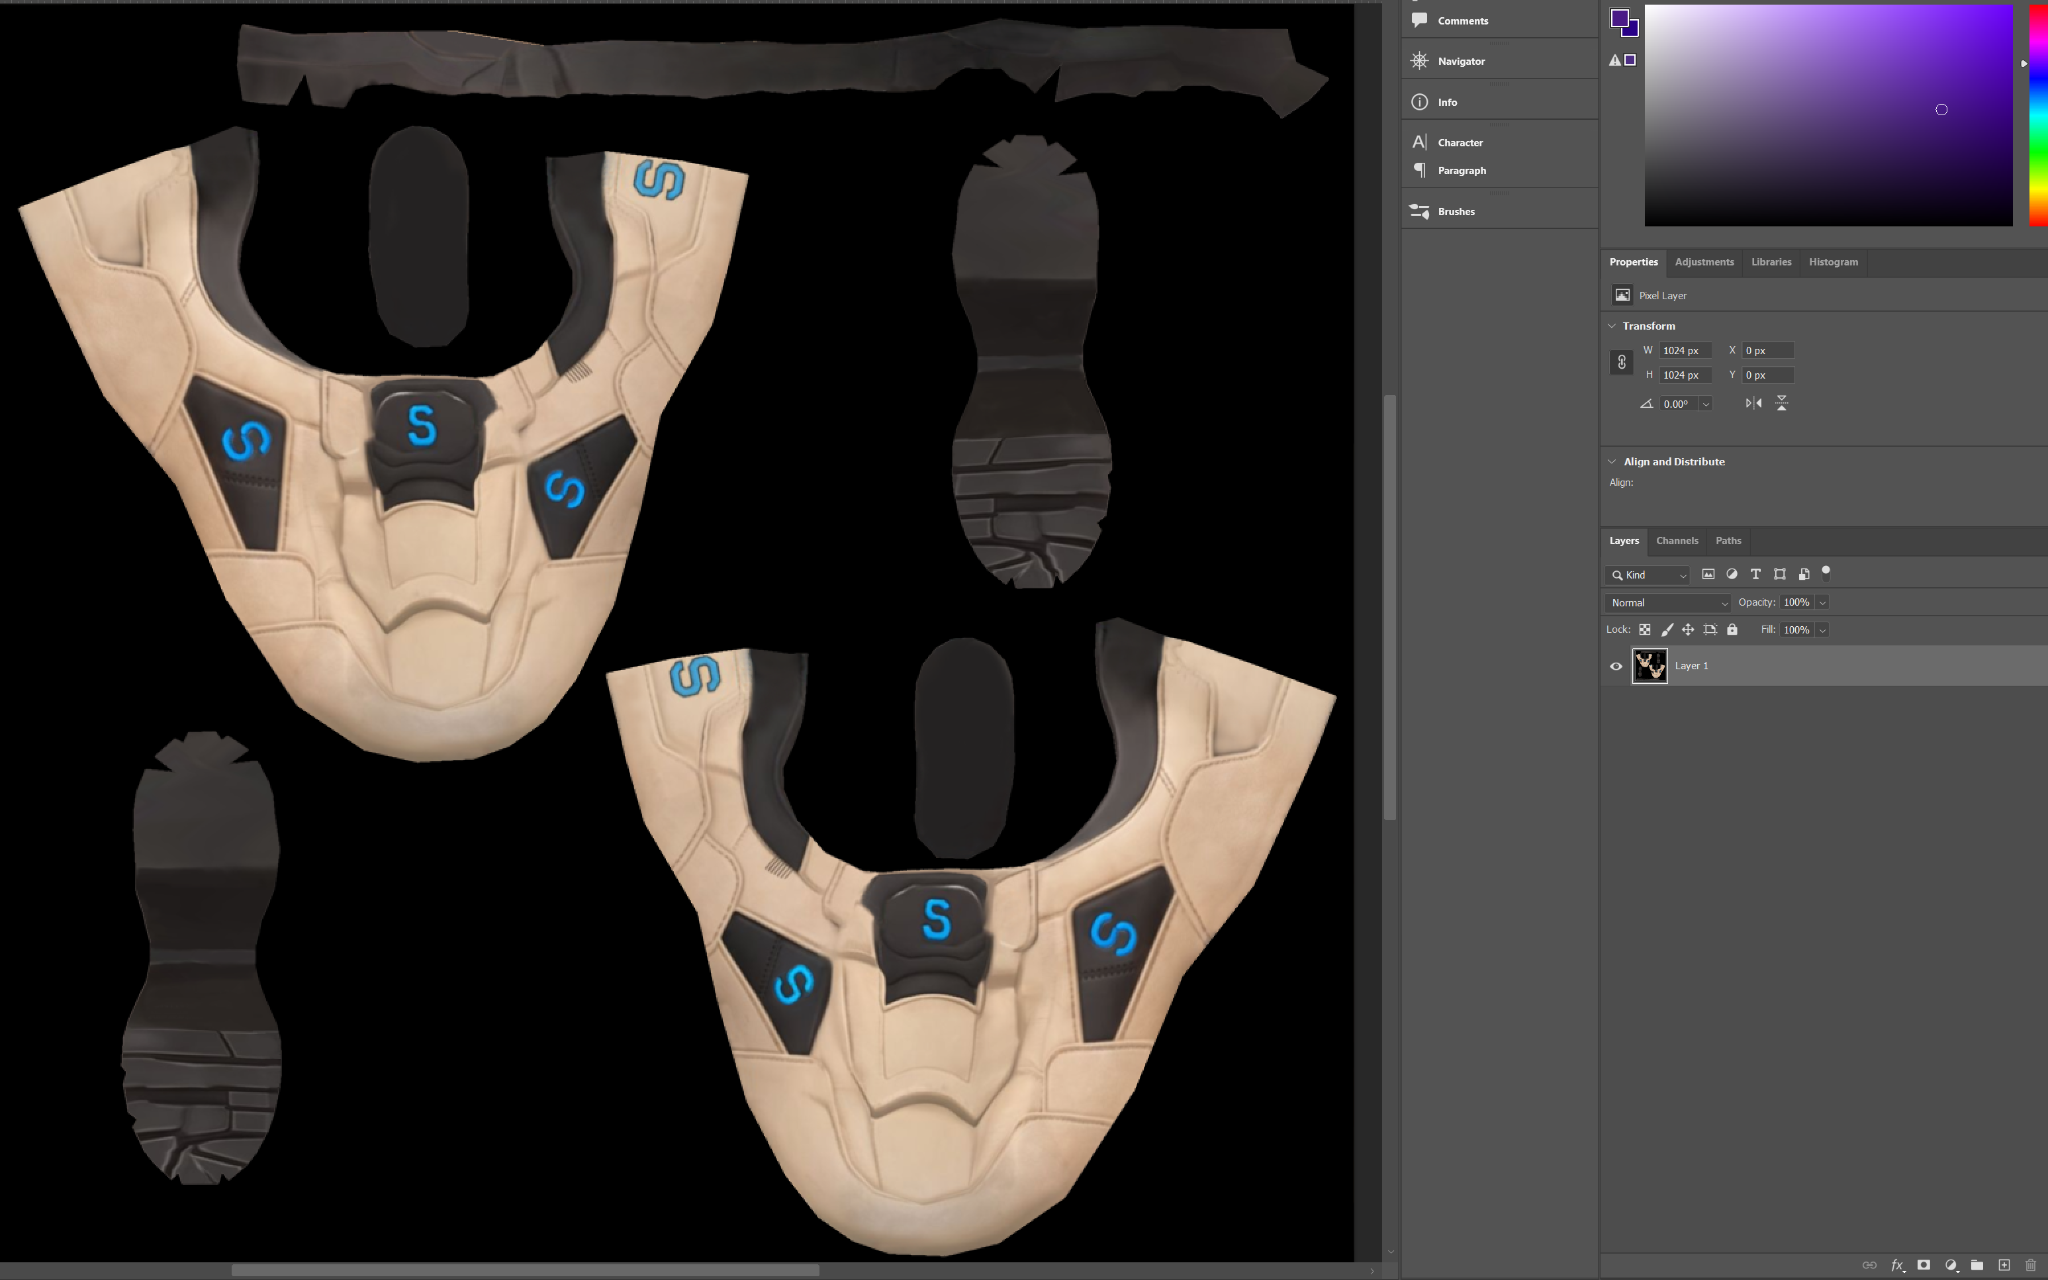 Comments
Navigator
Info
Character
Paragraph
Brushes
Properties Adjustments Libraries Histogram
Pixel Layer
Transform
W 1024 px X 0 px
H 1024 px Y 0 px
0.00°
Align and Distribute
Align:
Layers Channels Paths
Kind
Normal Opacity: 100%
Lock: Fill: 100%
Layer 1
fx
S
S
S
S
S
S
S
S